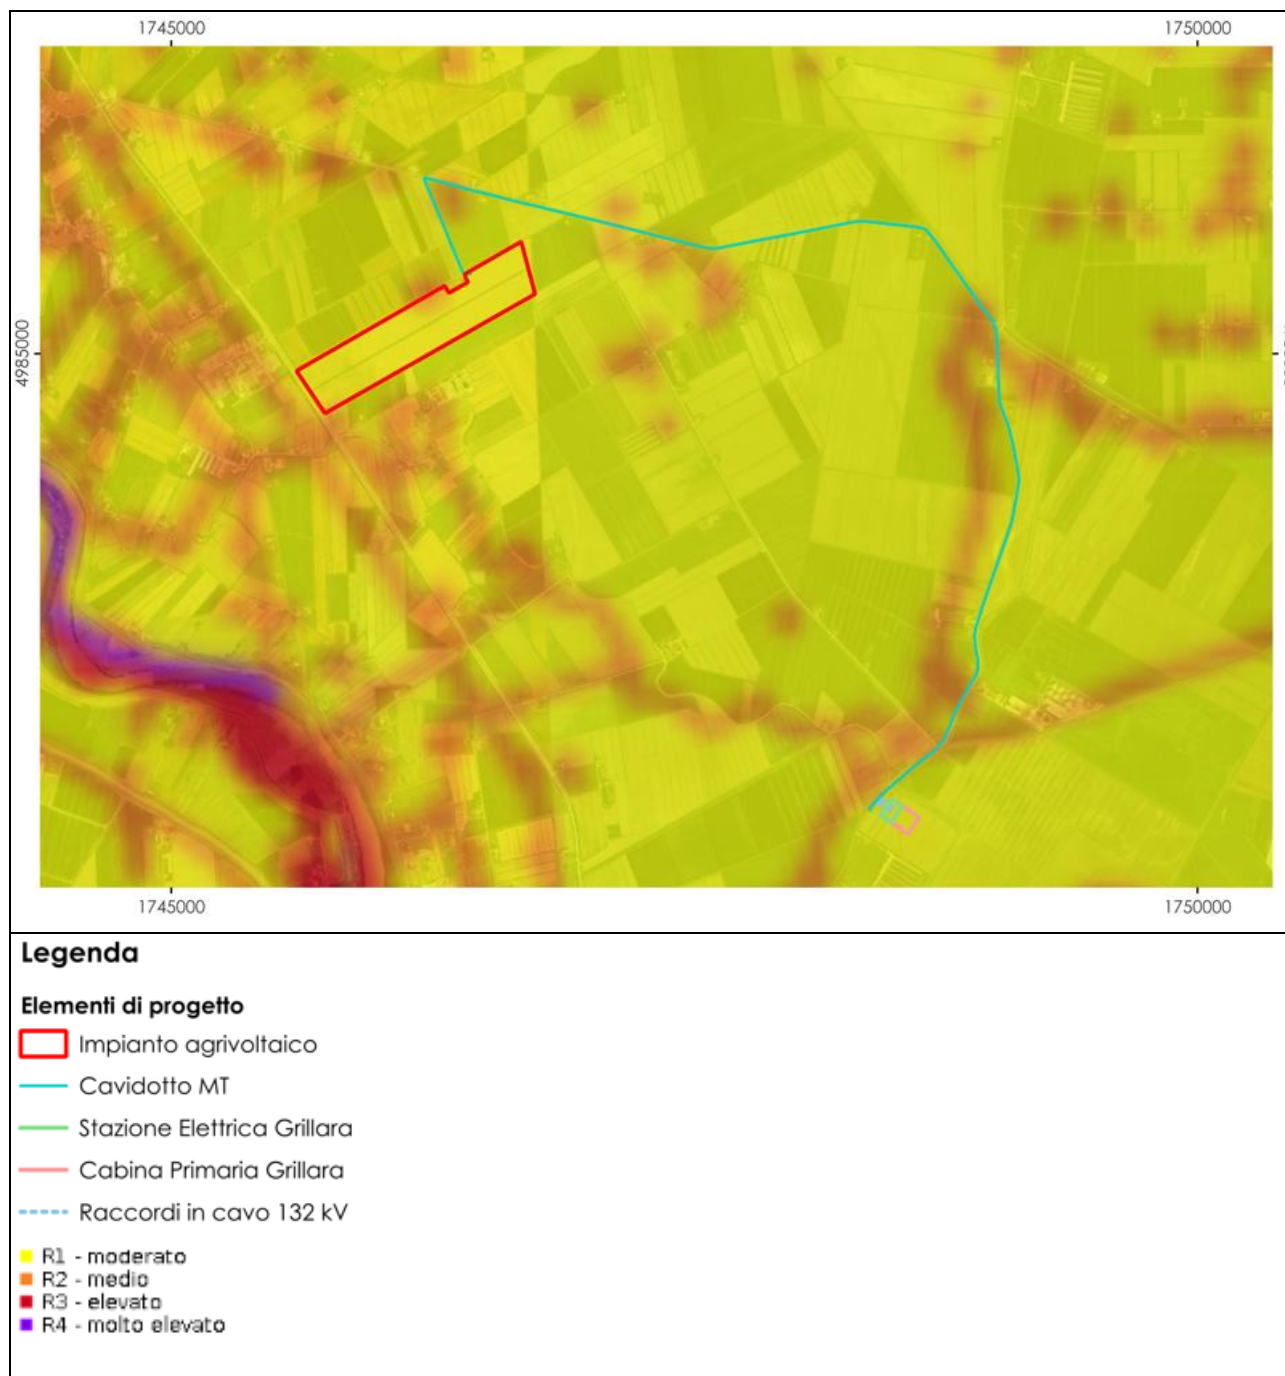 1745000 1750000
4985000
1745000 1750000
Legenda
Elementi di progetto
Impianto agrivoltaico
Cavidotto MT
Stazione Elettrica Grillara
Cabina Primaria Grillara
Raccordi in cavo 132 kV
R1 - moderato
R2 - medio
R3 - elevato
R4 - molto elevato